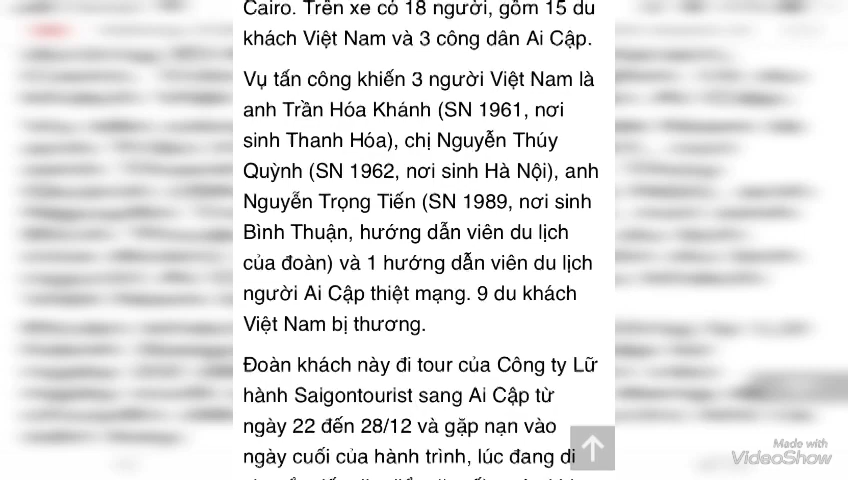 Cairo. Trên xe có 18 người, gồm 15 du
khách Việt Nam và 3 công dân Ai Cập.
Vụ tấn công khiến 3 người Việt Nam là
anh Trần Hóa Khánh (SN 1961, nơi
sinh Thanh Hóa), chị Nguyễn Thúy
Quỳnh (SN 1962, nơi sinh Hà Nội), anh
Nguyễn Trọng Tiến (SN 1989, nơi sinh
Bình Thuận, hướng dẫn viên du lịch
của đoàn) và 1 hướng dẫn viên du lịch
người Ai Cập thiệt mạng. 9 du khách
Việt Nam bị thương.
Đoàn khách này đi tour của Công ty Lữ
hành Saigontourist sang Ai Cập từ
ngày 22 đến 28/12 và gặp nạn vào
ngày cuối của hành trình, lúc đang di
Made with
VideoShow